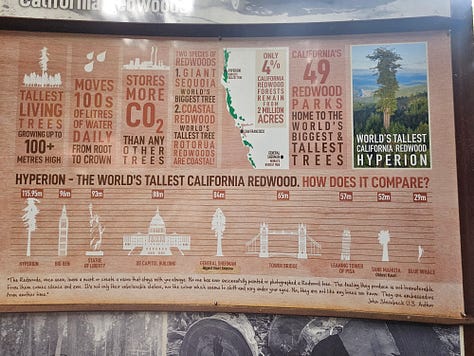 California Redwoods
TALLEST
LIVING
TREES
GROWING UP TO
100+
METRES HIGH
MOVES
100s
OF LITRES
OF WATER
DAILY
FROM ROOT
TO CROWN
STORES
MORE
CO2
THAN ANY
OTHER
TREES
TWO SPECIES OF
REDWOODS
1. GIANT
SEQUOIA
WORLD'S
BIGGEST TREE
2. COASTAL
REDWOOD
WORLD'S
TALLEST TREE
ROTORUA
REDWOODS
ARE COASTAL
HYPERION
SAN FRANCISCO
GENERAL
SHERMAN
ONLY
4%
CALIFORNIA
REDWOOD
FORESTS
REMAIN
FROM 2
MILLION
ACRES
CALIFORNIA'S
49
REDWOOD
PARKS
HOME TO THE
WORLD'S
BIGGEST &
TALLEST
TREES
WORLD'S TALLEST
CALIFORNIA REDWOOD
HYPERION
HYPERION - THE WORLD'S TALLEST CALIFORNIA REDWOOD. HOW DOES IT COMPARE?
115.95m 96m 93m 88m 84m 65m 57m 52m 29m
HYPERION
BIG BEN
STATUE
OF LIBERTY
US CAPITOL BUILDING
GENERAL SHERMAN
TOWER BRIDGE
LEANING TOWER
OF PISA
BLUE WHALE
"The Redwoods, once seen, leave a mark or create a vision that stays with you always. No one has ever successfully painted or photographed a Redwood tree. The feeling they produce is not transferable.
From them comes silence and awe. It's not only their unbelievable stature, nor the colour which seems to shift and vary under your eyes. No, they are not like any trees we know. They are ambassadors
from another time."
John Steinbeck U.S. Author